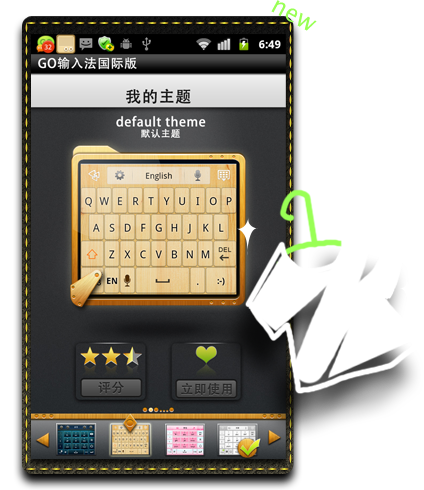 new
32
6:49
GO输入法国际版
我的主题
default theme
默认主题
English
Q W E R T Y U I O P
A S D F G H J K L
Z X C V B N M DEL
EN . :-)
评分 立即使用